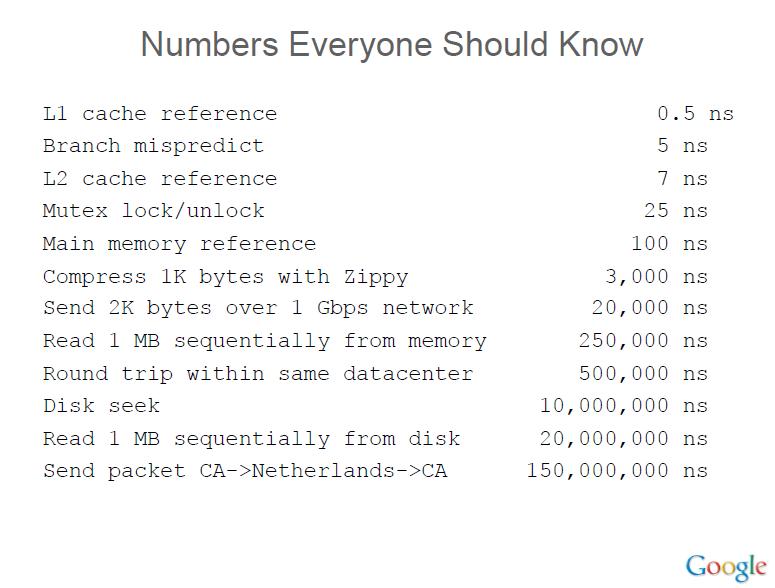 Numbers Everyone Should Know
L1 cache reference 0.5 ns
Branch mispredict 5 ns
L2 cache reference 7 ns
Mutex lock/unlock 25 ns
Main memory reference 100 ns
Compress 1K bytes with Zippy 3,000 ns
Send 2K bytes over 1 Gbps network 20,000 ns
Read 1 MB sequentially from memory 250,000 ns
Round trip within same datacenter 500,000 ns
Disk seek 10,000,000 ns
Read 1 MB sequentially from disk 20,000,000 ns
Send packet CA->Netherlands->CA 150,000,000 ns
Google